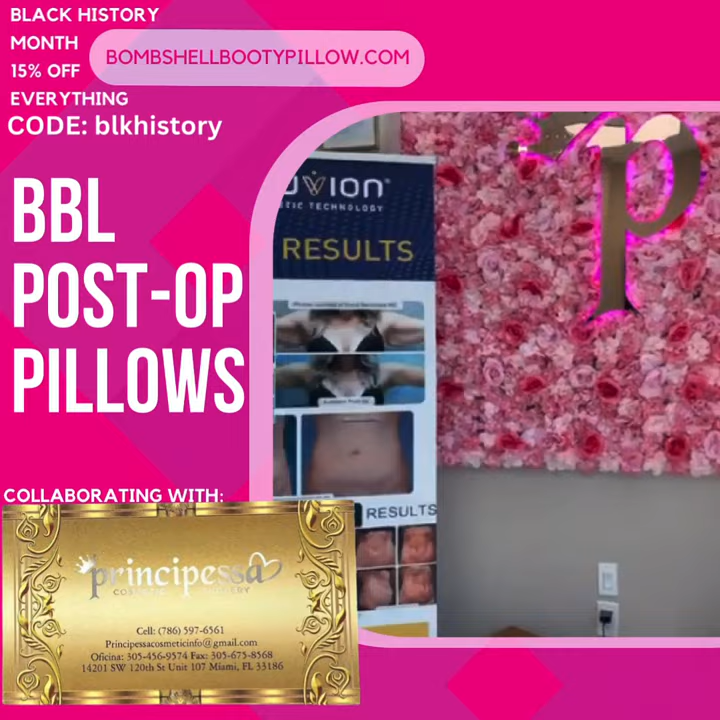 BLACK HISTORY
MONTH
15% OFF
EVERYTHING
CODE: blkhistory
BOMBSHELLBOOTYPILLOW.COM
BBL
POST-OP
PILLOWS
RESULTS
RESULTS
p
COLLABORATING WITH:
principessa
Cell: (786) 597-6561
Principessacosmeticinfo@gmail.com
Oficina: 305-456-9574 Fax: 305-675-8568
14201 SW 120th St Unit 107 Miami, FL 33186